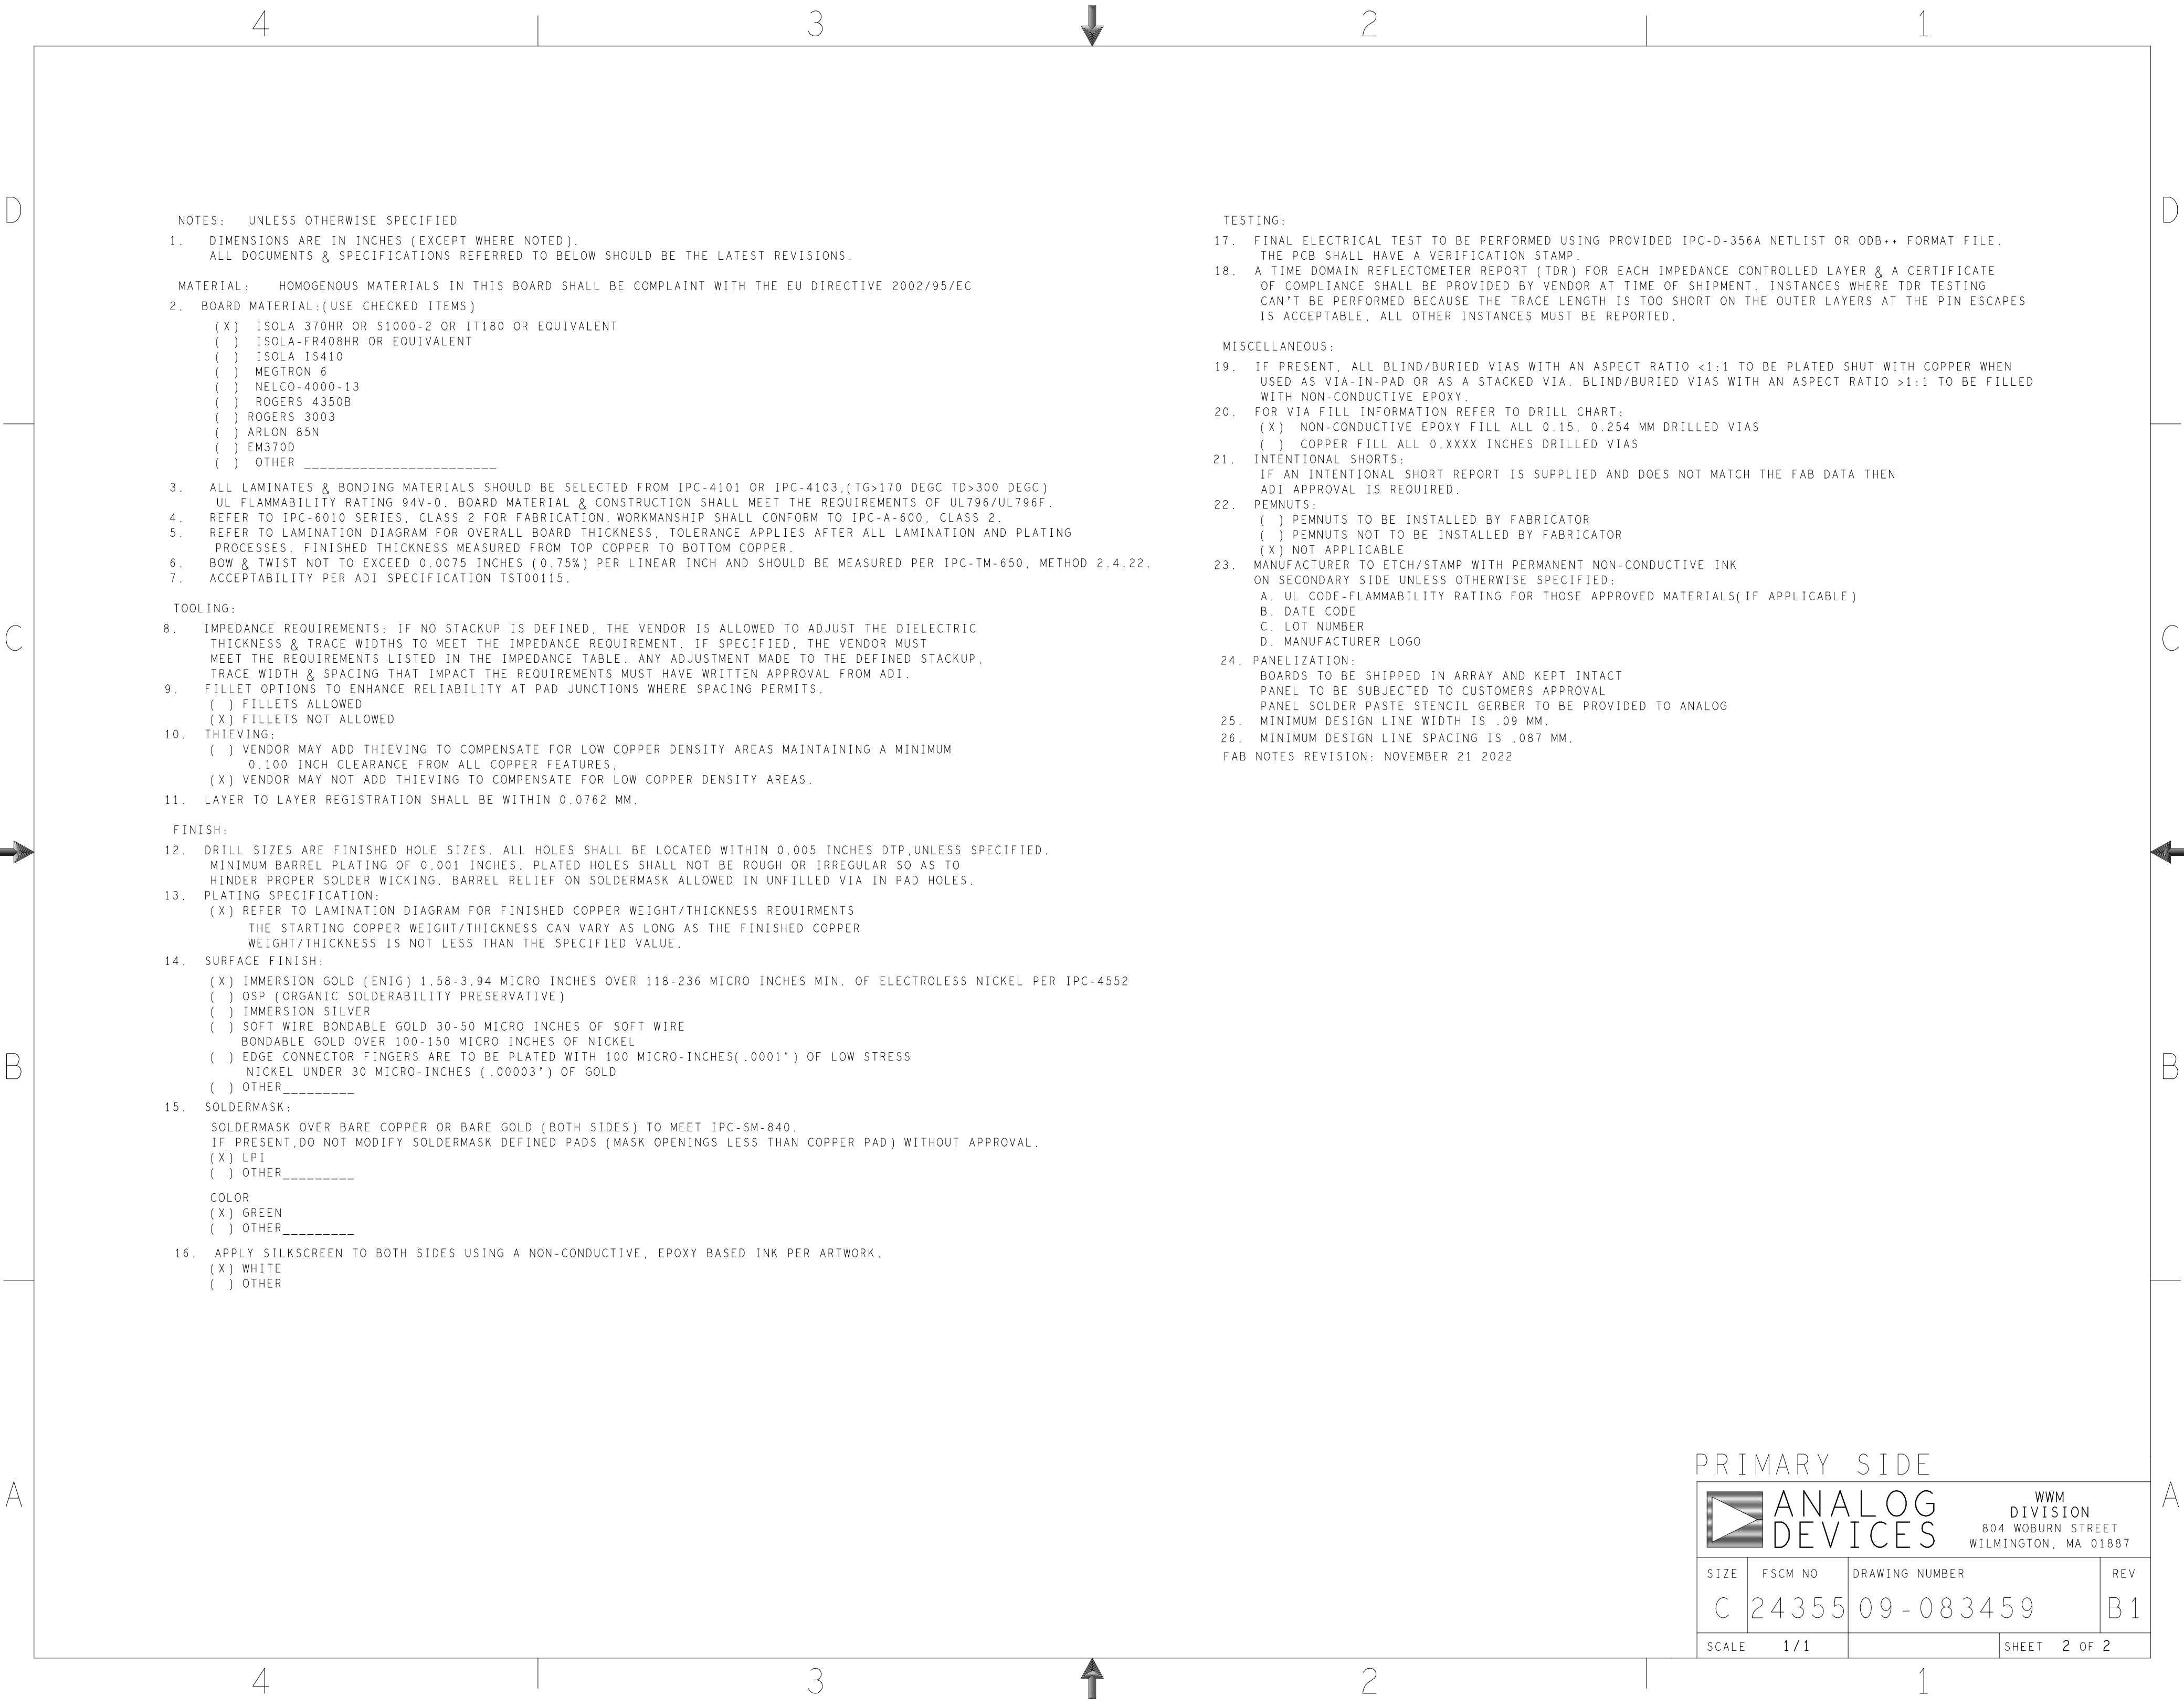 4 3 2 1
D D
NOTES: UNLESS OTHERWISE SPECIFIED
1. DIMENSIONS ARE IN INCHES (EXCEPT WHERE NOTED).
ALL DOCUMENTS & SPECIFICATIONS REFERRED TO BELOW SHOULD BE THE LATEST REVISIONS.
MATERIAL: HOMOGENOUS MATERIALS IN THIS BOARD SHALL BE COMPLAINT WITH THE EU DIRECTIVE 2002/95/EC
2. BOARD MATERIAL:(USE CHECKED ITEMS)
(X) ISOLA 370HR OR S1000-2 OR IT180 OR EQUIVALENT
( ) ISOLA-FR408HR OR EQUIVALENT
( ) ISOLA IS410
( ) MEGTRON 6
( ) NELCO-4000-13
( ) ROGERS 4350B
( ) ROGERS 3003
( ) ARLON 85N
( ) EM370D
( ) OTHER ________________________
3. ALL LAMINATES & BONDING MATERIALS SHOULD BE SELECTED FROM IPC-4101 OR IPC-4103.(TG>170 DEGC TD>300 DEGC)
UL FLAMMABILITY RATING 94V-0. BOARD MATERIAL & CONSTRUCTION SHALL MEET THE REQUIREMENTS OF UL796/UL796F.
4. REFER TO IPC-6010 SERIES, CLASS 2 FOR FABRICATION. WORKMANSHIP SHALL CONFORM TO IPC-A-600, CLASS 2.
5. REFER TO LAMINATION DIAGRAM FOR OVERALL BOARD THICKNESS, TOLERANCE APPLIES AFTER ALL LAMINATION AND PLATING
PROCESSES. FINISHED THICKNESS MEASURED FROM TOP COPPER TO BOTTOM COPPER.
6. BOW & TWIST NOT TO EXCEED 0.0075 INCHES (0.75%) PER LINEAR INCH AND SHOULD BE MEASURED PER IPC-TM-650, METHOD 2.4.22.
7. ACCEPTABILITY PER ADI SPECIFICATION TST00115.
TOOLING:
8. IMPEDANCE REQUIREMENTS: IF NO STACKUP IS DEFINED, THE VENDOR IS ALLOWED TO ADJUST THE DIELECTRIC
THICKNESS & TRACE WIDTHS TO MEET THE IMPEDANCE REQUIREMENT. IF SPECIFIED, THE VENDOR MUST
MEET THE REQUIREMENTS LISTED IN THE IMPEDANCE TABLE. ANY ADJUSTMENT MADE TO THE DEFINED STACKUP,
TRACE WIDTH & SPACING THAT IMPACT THE REQUIREMENTS MUST HAVE WRITTEN APPROVAL FROM ADI.
9. FILLET OPTIONS TO ENHANCE RELIABILITY AT PAD JUNCTIONS WHERE SPACING PERMITS.
( ) FILLETS ALLOWED
(X) FILLETS NOT ALLOWED
10. THIEVING:
( ) VENDOR MAY ADD THIEVING TO COMPENSATE FOR LOW COPPER DENSITY AREAS MAINTAINING A MINIMUM
0.100 INCH CLEARANCE FROM ALL COPPER FEATURES,
(X) VENDOR MAY NOT ADD THIEVING TO COMPENSATE FOR LOW COPPER DENSITY AREAS.
11. LAYER TO LAYER REGISTRATION SHALL BE WITHIN 0.0762 MM.
FINISH:
12. DRILL SIZES ARE FINISHED HOLE SIZES. ALL HOLES SHALL BE LOCATED WITHIN 0.005 INCHES DTP,UNLESS SPECIFIED.
MINIMUM BARREL PLATING OF 0.001 INCHES. PLATED HOLES SHALL NOT BE ROUGH OR IRREGULAR SO AS TO
HINDER PROPER SOLDER WICKING. BARREL RELIEF ON SOLDERMASK ALLOWED IN UNFILLED VIA IN PAD HOLES.
13. PLATING SPECIFICATION:
(X) REFER TO LAMINATION DIAGRAM FOR FINISHED COPPER WEIGHT/THICKNESS REQUIRMENTS
THE STARTING COPPER WEIGHT/THICKNESS CAN VARY AS LONG AS THE FINISHED COPPER
WEIGHT/THICKNESS IS NOT LESS THAN THE SPECIFIED VALUE.
14. SURFACE FINISH:
(X) IMMERSION GOLD (ENIG) 1.58-3.94 MICRO INCHES OVER 118-236 MICRO INCHES MIN. OF ELECTROLESS NICKEL PER IPC-4552
( ) OSP (ORGANIC SOLDERABILITY PRESERVATIVE)
( ) IMMERSION SILVER
( ) SOFT WIRE BONDABLE GOLD 30-50 MICRO INCHES OF SOFT WIRE
BONDABLE GOLD OVER 100-150 MICRO INCHES OF NICKEL
( ) EDGE CONNECTOR FINGERS ARE TO BE PLATED WITH 100 MICRO-INCHES(.0001") OF LOW STRESS
NICKEL UNDER 30 MICRO-INCHES (.00003') OF GOLD
( ) OTHER_________
15. SOLDERMASK:
SOLDERMASK OVER BARE COPPER OR BARE GOLD (BOTH SIDES) TO MEET IPC-SM-840.
IF PRESENT,DO NOT MODIFY SOLDERMASK DEFINED PADS (MASK OPENINGS LESS THAN COPPER PAD) WITHOUT APPROVAL.
(X) LPI
( ) OTHER_________
COLOR
(X) GREEN
( ) OTHER_________
16. APPLY SILKSCREEN TO BOTH SIDES USING A NON-CONDUCTIVE, EPOXY BASED INK PER ARTWORK.
(X) WHITE
( ) OTHER
TESTING:
17. FINAL ELECTRICAL TEST TO BE PERFORMED USING PROVIDED IPC-D-356A NETLIST OR ODB++ FORMAT FILE.
THE PCB SHALL HAVE A VERIFICATION STAMP.
18. A TIME DOMAIN REFLECTOMETER REPORT (TDR) FOR EACH IMPEDANCE CONTROLLED LAYER & A CERTIFICATE
OF COMPLIANCE SHALL BE PROVIDED BY VENDOR AT TIME OF SHIPMENT. INSTANCES WHERE TDR TESTING
CAN'T BE PERFORMED BECAUSE THE TRACE LENGTH IS TOO SHORT ON THE OUTER LAYERS AT THE PIN ESCAPES
IS ACCEPTABLE, ALL OTHER INSTANCES MUST BE REPORTED.
MISCELLANEOUS:
19. IF PRESENT, ALL BLIND/BURIED VIAS WITH AN ASPECT RATIO <1:1 TO BE PLATED SHUT WITH COPPER WHEN
USED AS VIA-IN-PAD OR AS A STACKED VIA. BLIND/BURIED VIAS WITH AN ASPECT RATIO >1:1 TO BE FILLED
WITH NON-CONDUCTIVE EPOXY.
20. FOR VIA FILL INFORMATION REFER TO DRILL CHART:
(X) NON-CONDUCTIVE EPOXY FILL ALL 0.15, 0.254 MM DRILLED VIAS
( ) COPPER FILL ALL 0.XXXX INCHES DRILLED VIAS
21. INTENTIONAL SHORTS:
IF AN INTENTIONAL SHORT REPORT IS SUPPLIED AND DOES NOT MATCH THE FAB DATA THEN
ADI APPROVAL IS REQUIRED.
22. PEMNUTS:
( ) PEMNUTS TO BE INSTALLED BY FABRICATOR
( ) PEMNUTS NOT TO BE INSTALLED BY FABRICATOR
(X) NOT APPLICABLE
23. MANUFACTURER TO ETCH/STAMP WITH PERMANENT NON-CONDUCTIVE INK
ON SECONDARY SIDE UNLESS OTHERWISE SPECIFIED:
A. UL CODE-FLAMMABILITY RATING FOR THOSE APPROVED MATERIALS(IF APPLICABLE)
B. DATE CODE
C. LOT NUMBER
D. MANUFACTURER LOGO
24. PANELIZATION:
BOARDS TO BE SHIPPED IN ARRAY AND KEPT INTACT
PANEL TO BE SUBJECTED TO CUSTOMERS APPROVAL
PANEL SOLDER PASTE STENCIL GERBER TO BE PROVIDED TO ANALOG
25. MINIMUM DESIGN LINE WIDTH IS .09 MM.
26. MINIMUM DESIGN LINE SPACING IS .087 MM.
FAB NOTES REVISION: NOVEMBER 21 2022
C C
B B
A A
PRIMARY SIDE
ANALOG
DEVICES
WWM
DIVISION
804 WOBURN STREET
WILMINGTON, MA 01887
SIZE FSCM NO DRAWING NUMBER REV
C 24355 09-083459 B1
SCALE 1/1 SHEET 2 OF 2
4 3 2 1